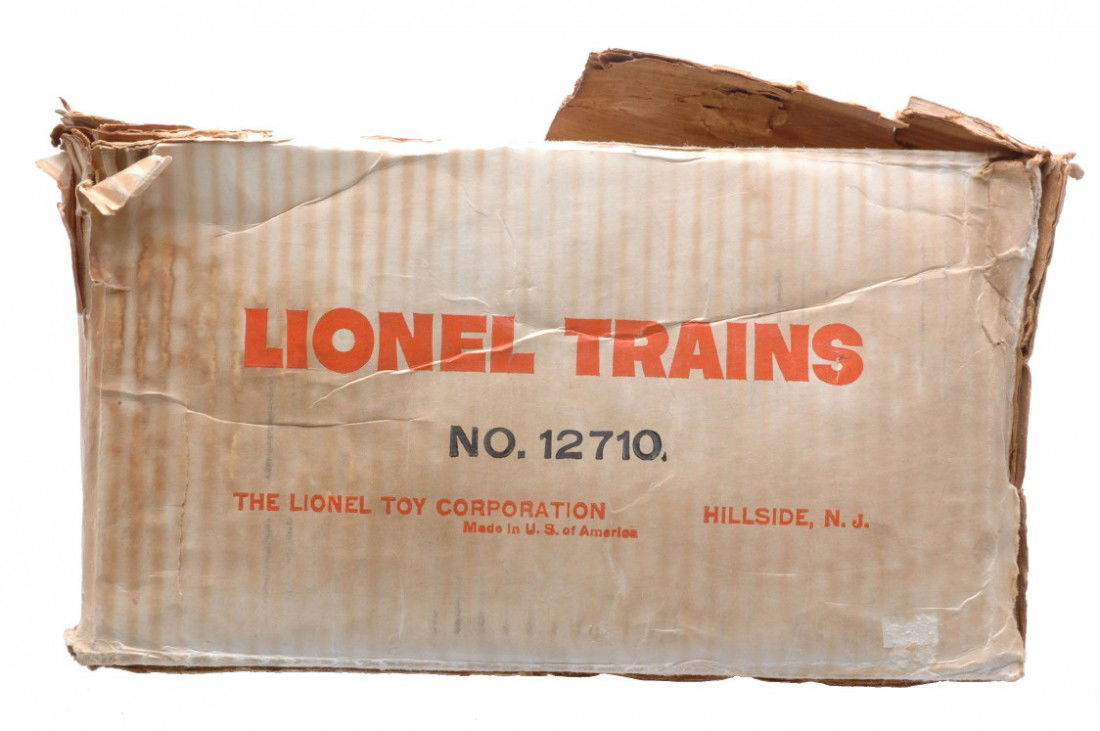 LIONEL TRAINS
NO. 12710.
THE LIONEL TOY CORPORATION HILLSIDE, N. J.
Made in U. S. of America